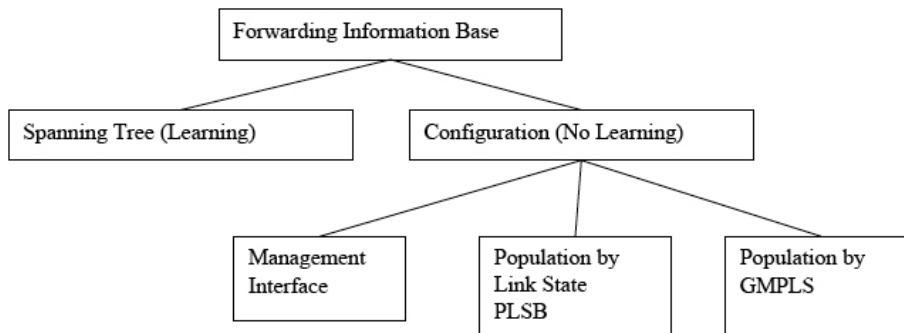 Forwarding Information Base
Spanning Tree (Learning)
Configuration (No Learning)
Management
Interface
Population by
Link State
PLSB
Population by
GMPLS